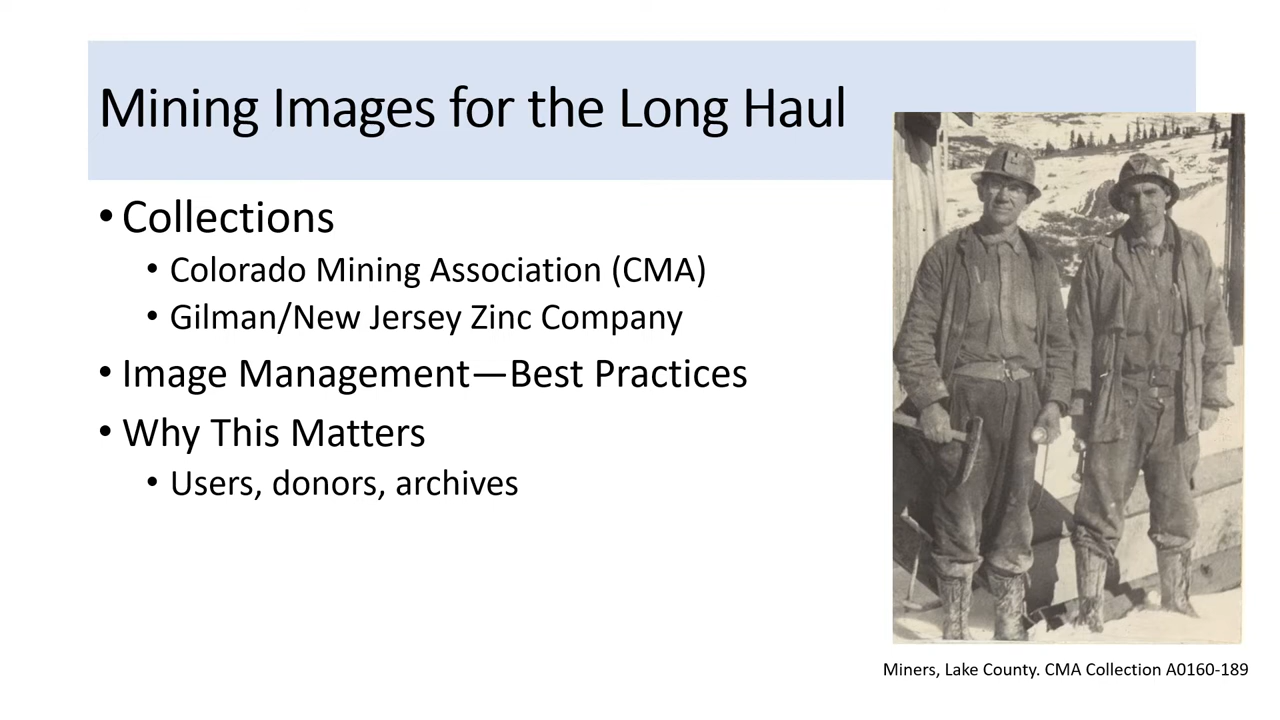 Mining Images for the Long Haul
• Collections
• Colorado Mining Association (CMA)
• Gilman/New Jersey Zinc Company
• Image Management—Best Practices
• Why This Matters
• Users, donors, archives
Miners, Lake County. CMA Collection A0160-189